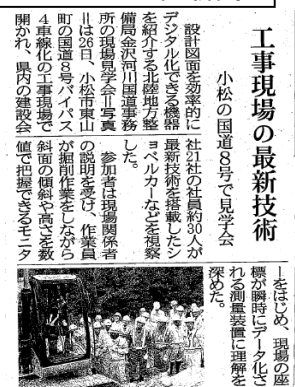 工事現場の最新技術
小松の国道8号で見学会
設計図面を効率的に
デジタル化できる機器
を紹介する北陸地方整
備局金沢河川国道事務
所の現場見学会=写真
=は26日、小松市東山
町の国道8号バイパス
4車線化の工事現場で
開かれ、県内の建設会
社21社の社員約30人が
最新技術を搭載したシ
ョベルカーなどを視察
した。
参加者は現場関係者
の説明を受け、作業員
が掘削作業をしながら
斜面の傾斜や高さを数
値で把握できるモニタ
ーをはじめ、現場の座
標が瞬時にデータ化さ
れる測量装置に理解を
深めた。